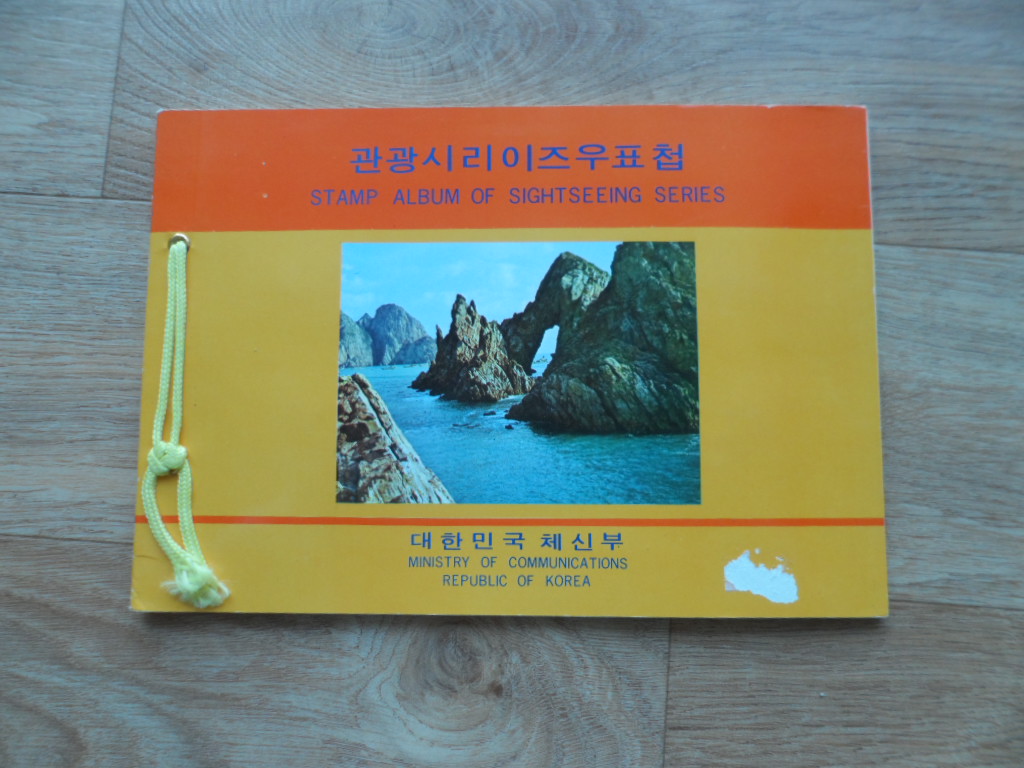 관광시리이즈우표첩
STAMP ALBUM OF SIGHTSEEING SERIES
대한민국 체신부
MINISTRY OF COMMUNICATIONS
REPUBLIC OF KOREA